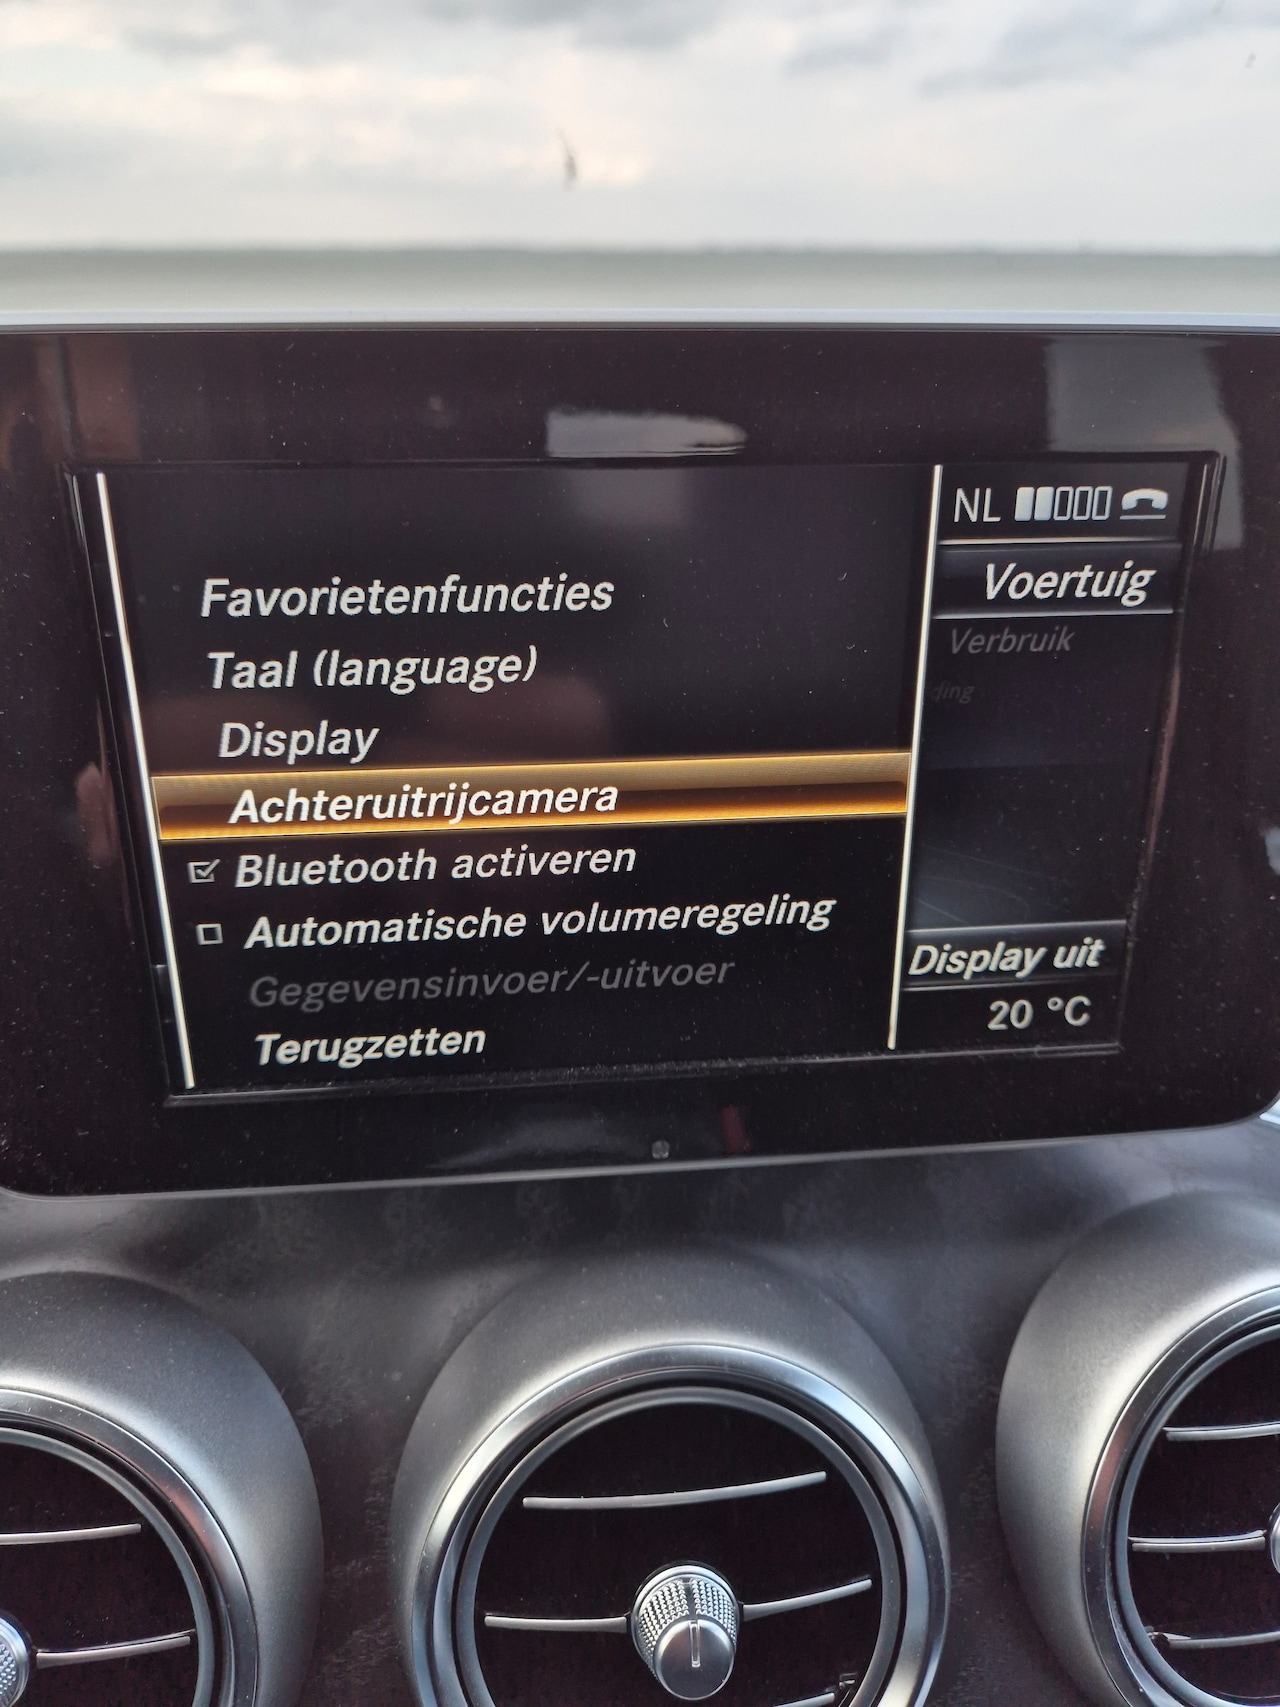 Favorietenfuncties
Taal (language)
Display
Achteruitrijcamera
Bluetooth activeren
Automatische volumeregeling
Gegevensinvoer/-uitvoer
Terugzetten
NL
Voertuig
Verbruik
Display uit
20 °C